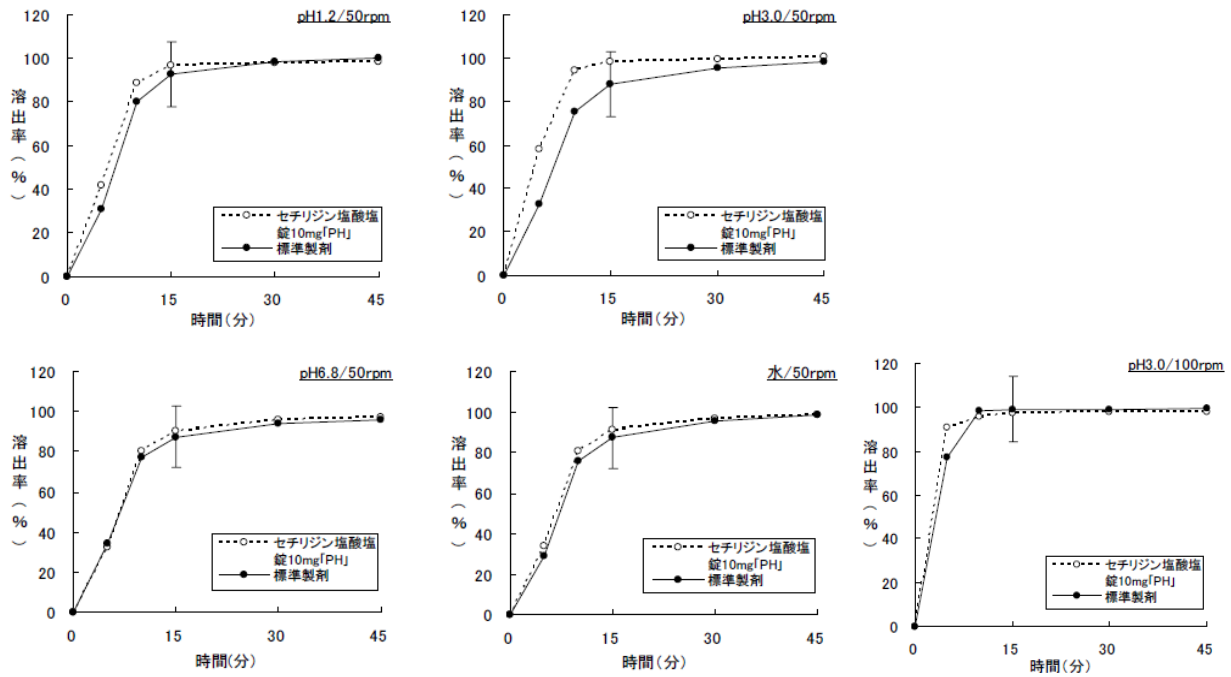 pH1.2/50rpm
120
100
80
60
40
20
0
溶出率(%)
0 15 30 45
時間(分)
セチリジン塩酸塩
錠10mg「PH」
標準製剤
pH3.0/50rpm
120
100
80
60
40
20
0
溶出率(%)
0 15 30 45
時間(分)
セチリジン塩酸塩
錠10mg「PH」
標準製剤
pH6.8/50rpm
120
100
80
60
40
20
0
溶出率(%)
0 15 30 45
時間(分)
セチリジン塩酸塩
錠10mg「PH」
標準製剤
水/50rpm
120
100
80
60
40
20
0
溶出率(%)
0 15 30 45
時間(分)
セチリジン塩酸塩
錠10mg「PH」
標準製剤
pH3.0/100rpm
120
100
80
60
40
20
0
溶出率(%)
0 15 30 45
時間(分)
セチリジン塩酸塩
錠10mg「PH」
標準製剤